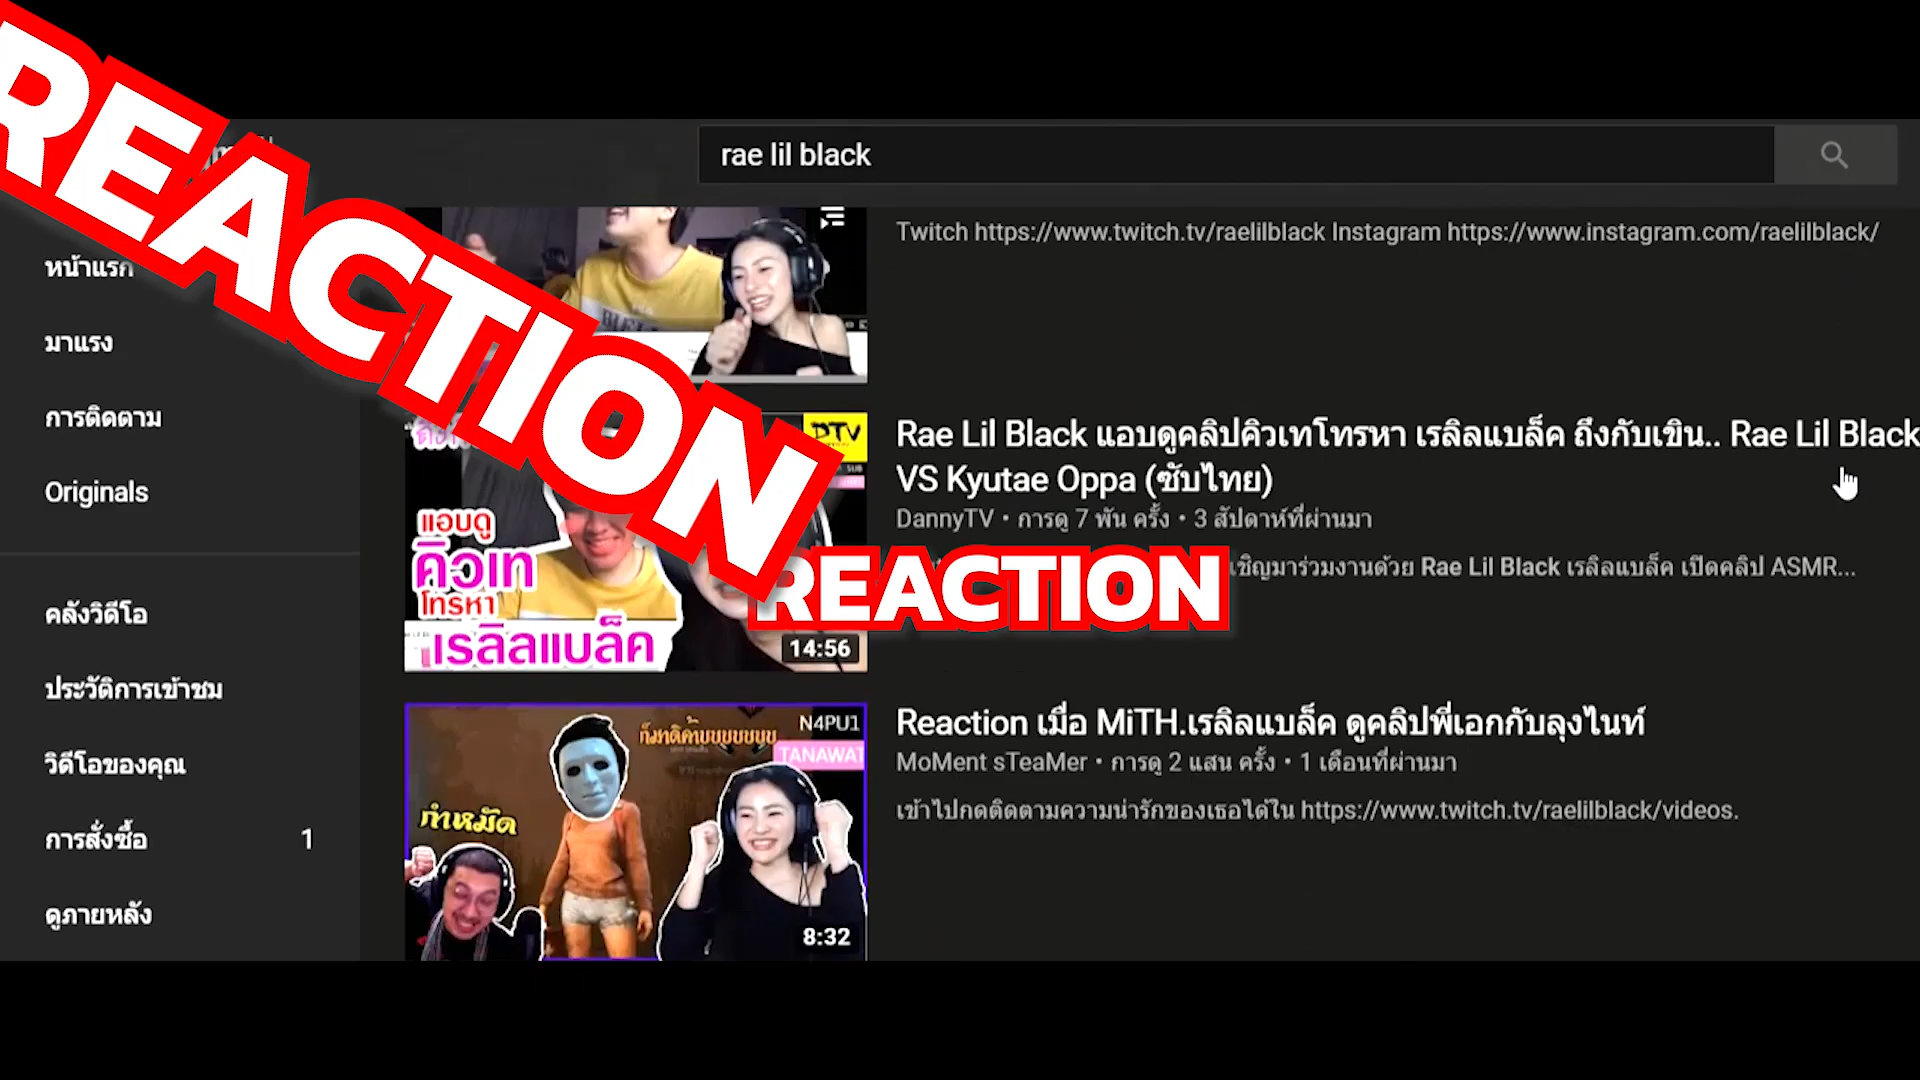 REACTION
rae lil black
Twitch https://www.twitch.tv/raelilblack Instagram https://www.instagram.com/raelilblack/
หน้าแรก
มาแรง
การติดตาม
Originals
คลังวิดีโอ
ประวัติการเข้าชม
วิดีโอของคุณ
การสั่งซื้อ 1
ดูภายหลัง
DTV
แอบดู
คิวเท
โทรหา
เรลิลแบล็ค
14:56
Rae Lil Black แอบดูคลิปคิวเทโทรหา เรลิลแบล็ค ถึงกับเขิน.. Rae Lil Black
VS Kyutae Oppa (ซับไทย)
DannyTV • การดู 7 พัน ครั้ง • 3 สัปดาห์ที่ผ่านมา
เชิญมาร่วมงานด้วย Rae Lil Black เรลิลแบล็ค เปิดคลิป ASMR...
REACTION
N4PU1
TANAWAT
กำหมัด
8:32
Reaction เมื่อ MiTH.เรลิลแบล็ค ดูคลิปพี่เอกกับลุงไนท์
MoMent sTeaMer • การดู 2 แสน ครั้ง • 1 เดือนที่ผ่านมา
เข้าไปกดติดตามความน่ารักของเธอได้ใน https://www.twitch.tv/raelilblack/videos.